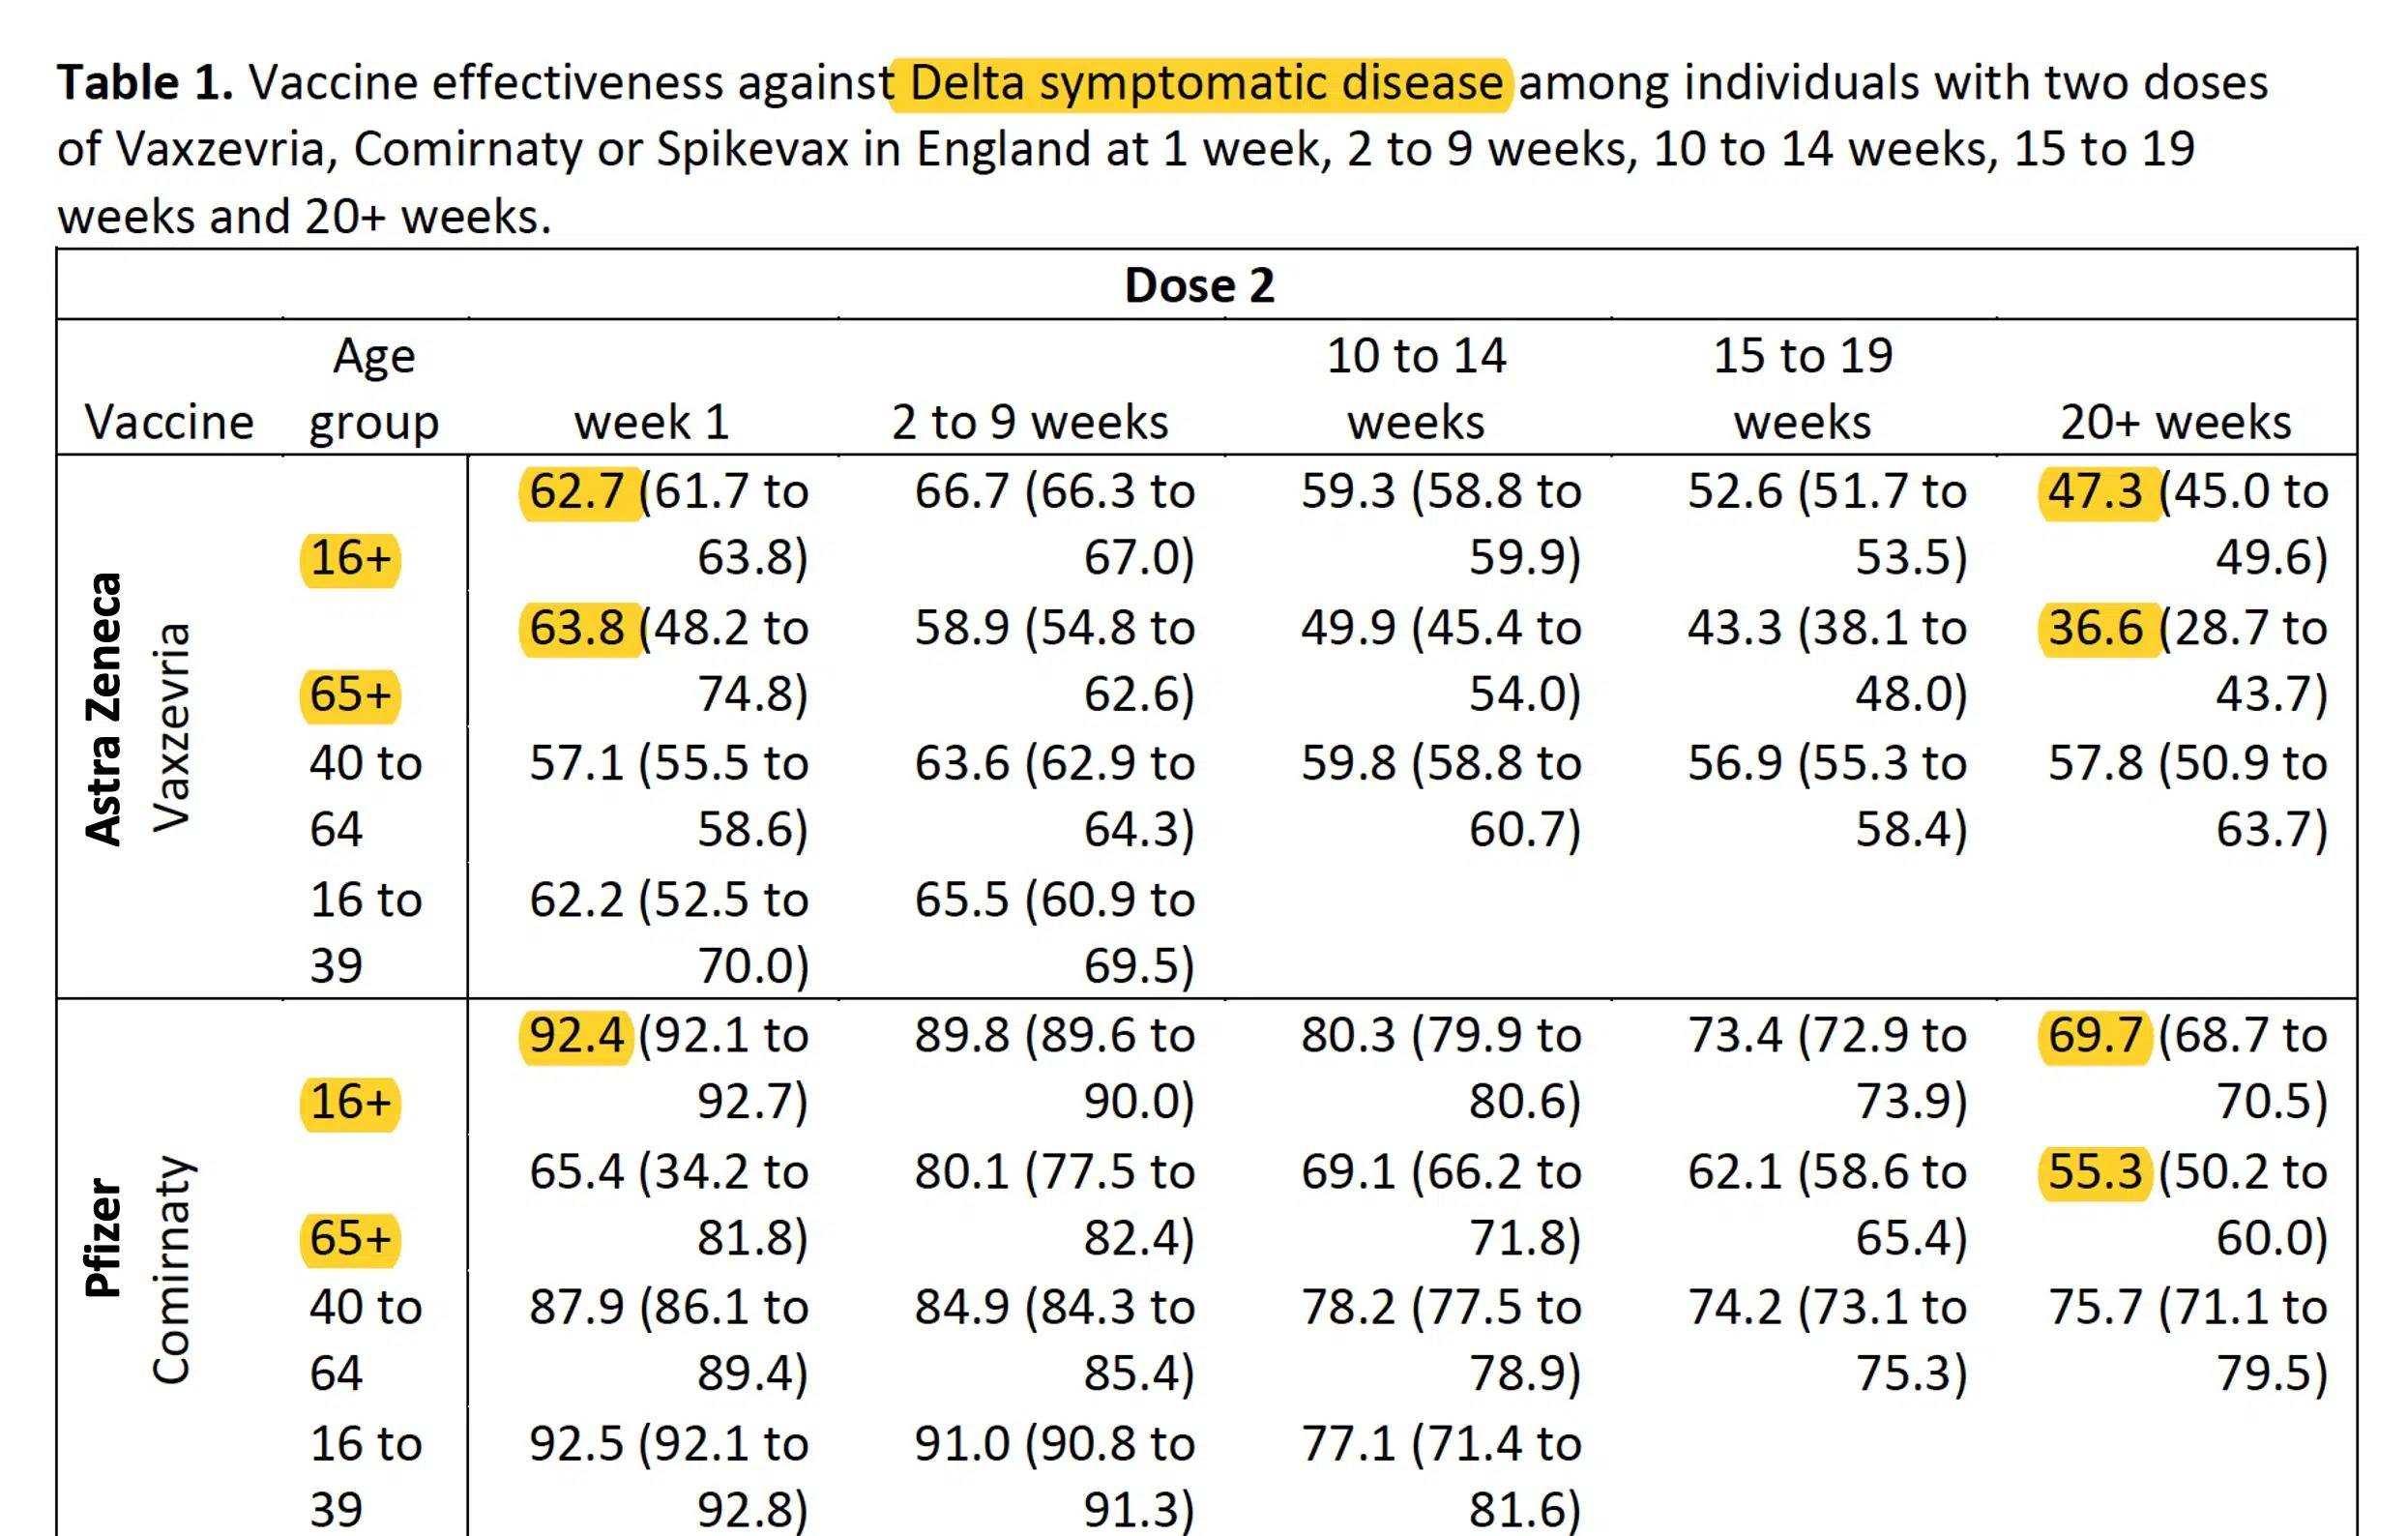 Table 1. Vaccine effectiveness against Delta symptomatic disease among individuals with two doses
of Vaxzevria, Comirnaty or Spikevax in England at 1 week, 2 to 9 weeks, 10 to 14 weeks, 15 to 19
weeks and 20+ weeks.
Dose 2
Age 10 to 14 15 to 19
Vaccine group week 1 2 to 9 weeks weeks weeks 20+ weeks
Astra Zeneca
Vaxzevria
62.7 (61.7 to 66.7 (66.3 to 59.3 (58.8 to 52.6 (51.7 to 47.3 (45.0 to
16+ 63.8) 67.0) 59.9) 53.5) 49.6)
63.8 (48.2 to 58.9 (54.8 to 49.9 (45.4 to 43.3 (38.1 to 36.6 (28.7 to
65+ 74.8) 62.6) 54.0) 48.0) 43.7)
40 to 57.1 (55.5 to 63.6 (62.9 to 59.8 (58.8 to 56.9 (55.3 to 57.8 (50.9 to
64 58.6) 64.3) 60.7) 58.4) 63.7)
16 to 62.2 (52.5 to 65.5 (60.9 to
39 70.0) 69.5)
Pfizer
Comirnaty
92.4 (92.1 to 89.8 (89.6 to 80.3 (79.9 to 73.4 (72.9 to 69.7 (68.7 to
16+ 92.7) 90.0) 80.6) 73.9) 70.5)
65.4 (34.2 to 80.1 (77.5 to 69.1 (66.2 to 62.1 (58.6 to 55.3 (50.2 to
65+ 81.8) 82.4) 71.8) 65.4) 60.0)
40 to 87.9 (86.1 to 84.9 (84.3 to 78.2 (77.5 to 74.2 (73.1 to 75.7 (71.1 to
64 89.4) 85.4) 78.9) 75.3) 79.5)
16 to 92.5 (92.1 to 91.0 (90.8 to 77.1 (71.4 to
39 92.8) 91.3) 81.6)